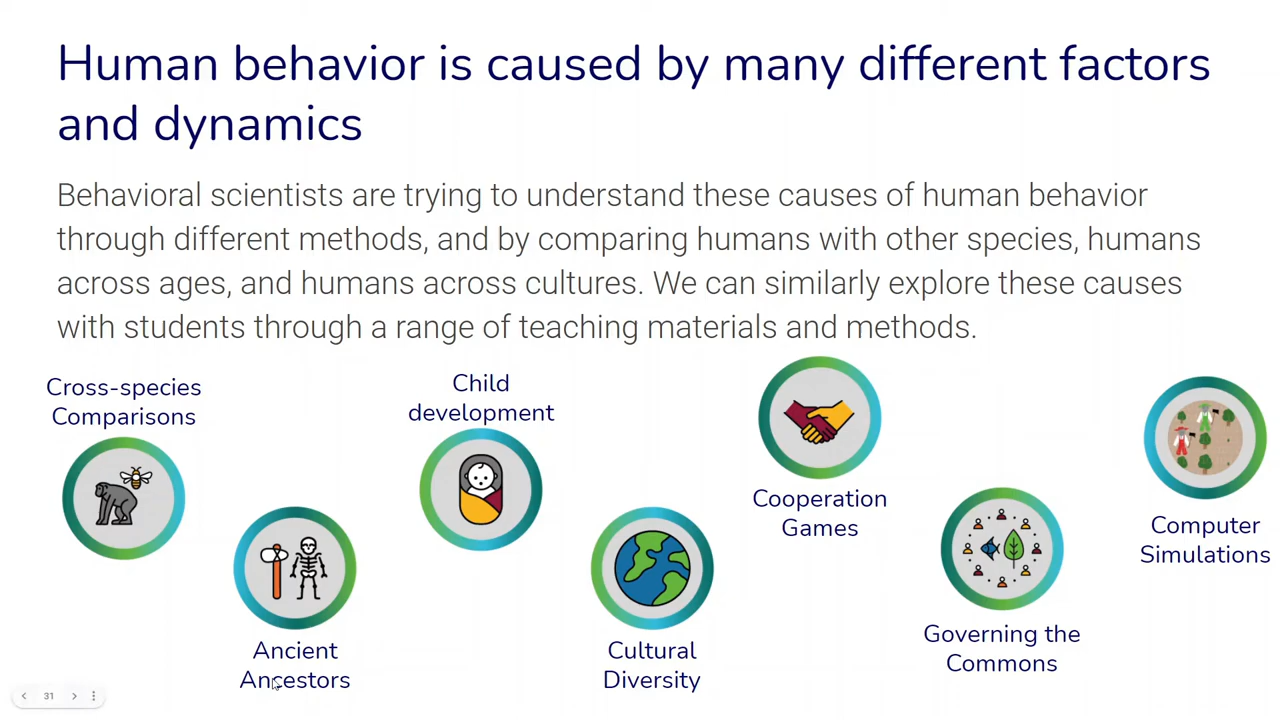 Human behavior is caused by many different factors
and dynamics
Behavioral scientists are trying to understand these causes of human behavior
through different methods, and by comparing humans with other species, humans
across ages, and humans across cultures. We can similarly explore these causes
with students through a range of teaching materials and methods.
Cross-species
Comparisons
Ancient
Ancestors
Child
development
Cultural
Diversity
Cooperation
Games
Governing the
Commons
Computer
Simulations
31